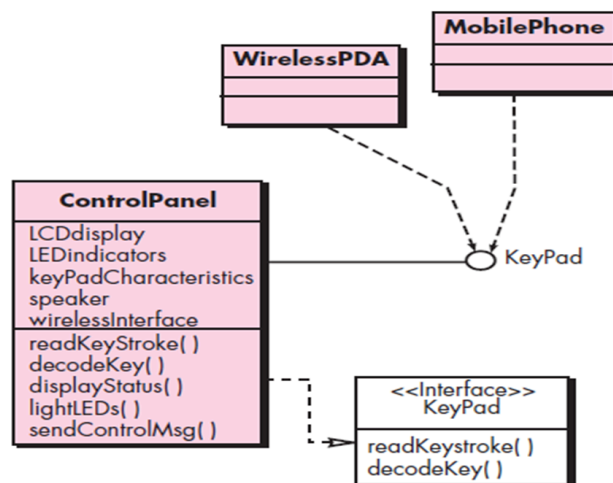 MobilePhone
WirelessPDA
ControlPanel
LCDdisplay
LEDindicators
keyPadCharacteristics
speaker
wirelessInterface
readKeyStroke( )
decodeKey( )
displayStatus( )
lightLEDs( )
sendControlMsg( )
KeyPad
<<Interface>>
KeyPad
readKeystroke( )
decodeKey( )